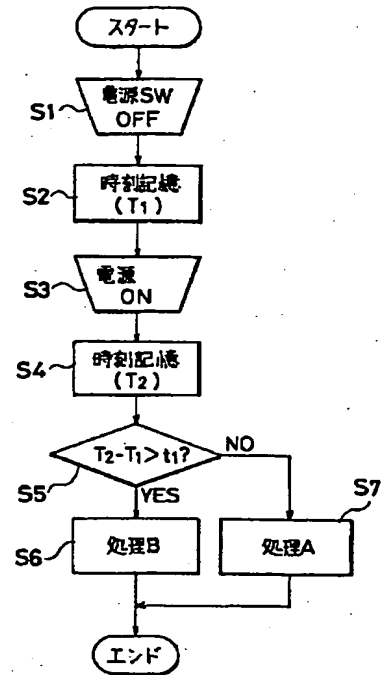 スタート
S1
電源SW
OFF
S2
時刻記憶
(T1)
S3
電源
ON
S4
時刻記憶
(T2)
S5
T2-T1>t1?
NO
YES
S6
処理B
S7
処理A
エンド